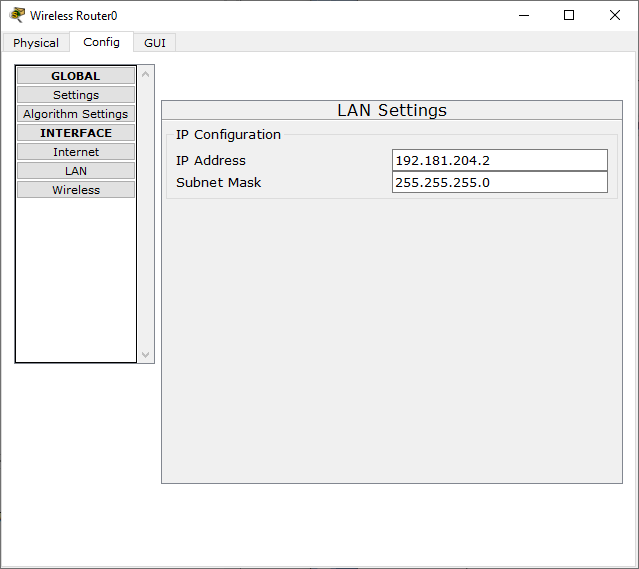 Wireless Router0
Physical Config GUI
GLOBAL
Settings
Algorithm Settings
INTERFACE
Internet
LAN
Wireless
LAN Settings
IP Configuration
IP Address 192.181.204.2
Subnet Mask 255.255.255.0